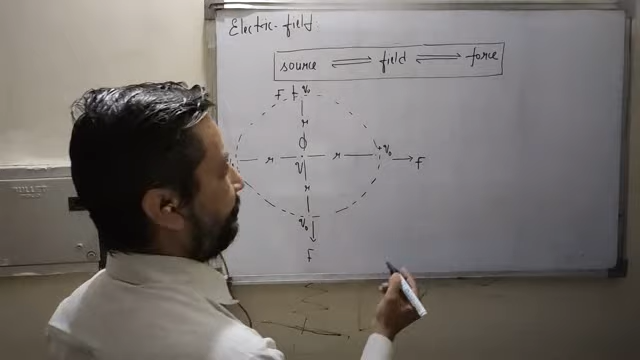 Electric-field
source ⇌ field ⇌ force
F ↑ q₀
r
r r q₀ → F
q
r
q₀
↓
F